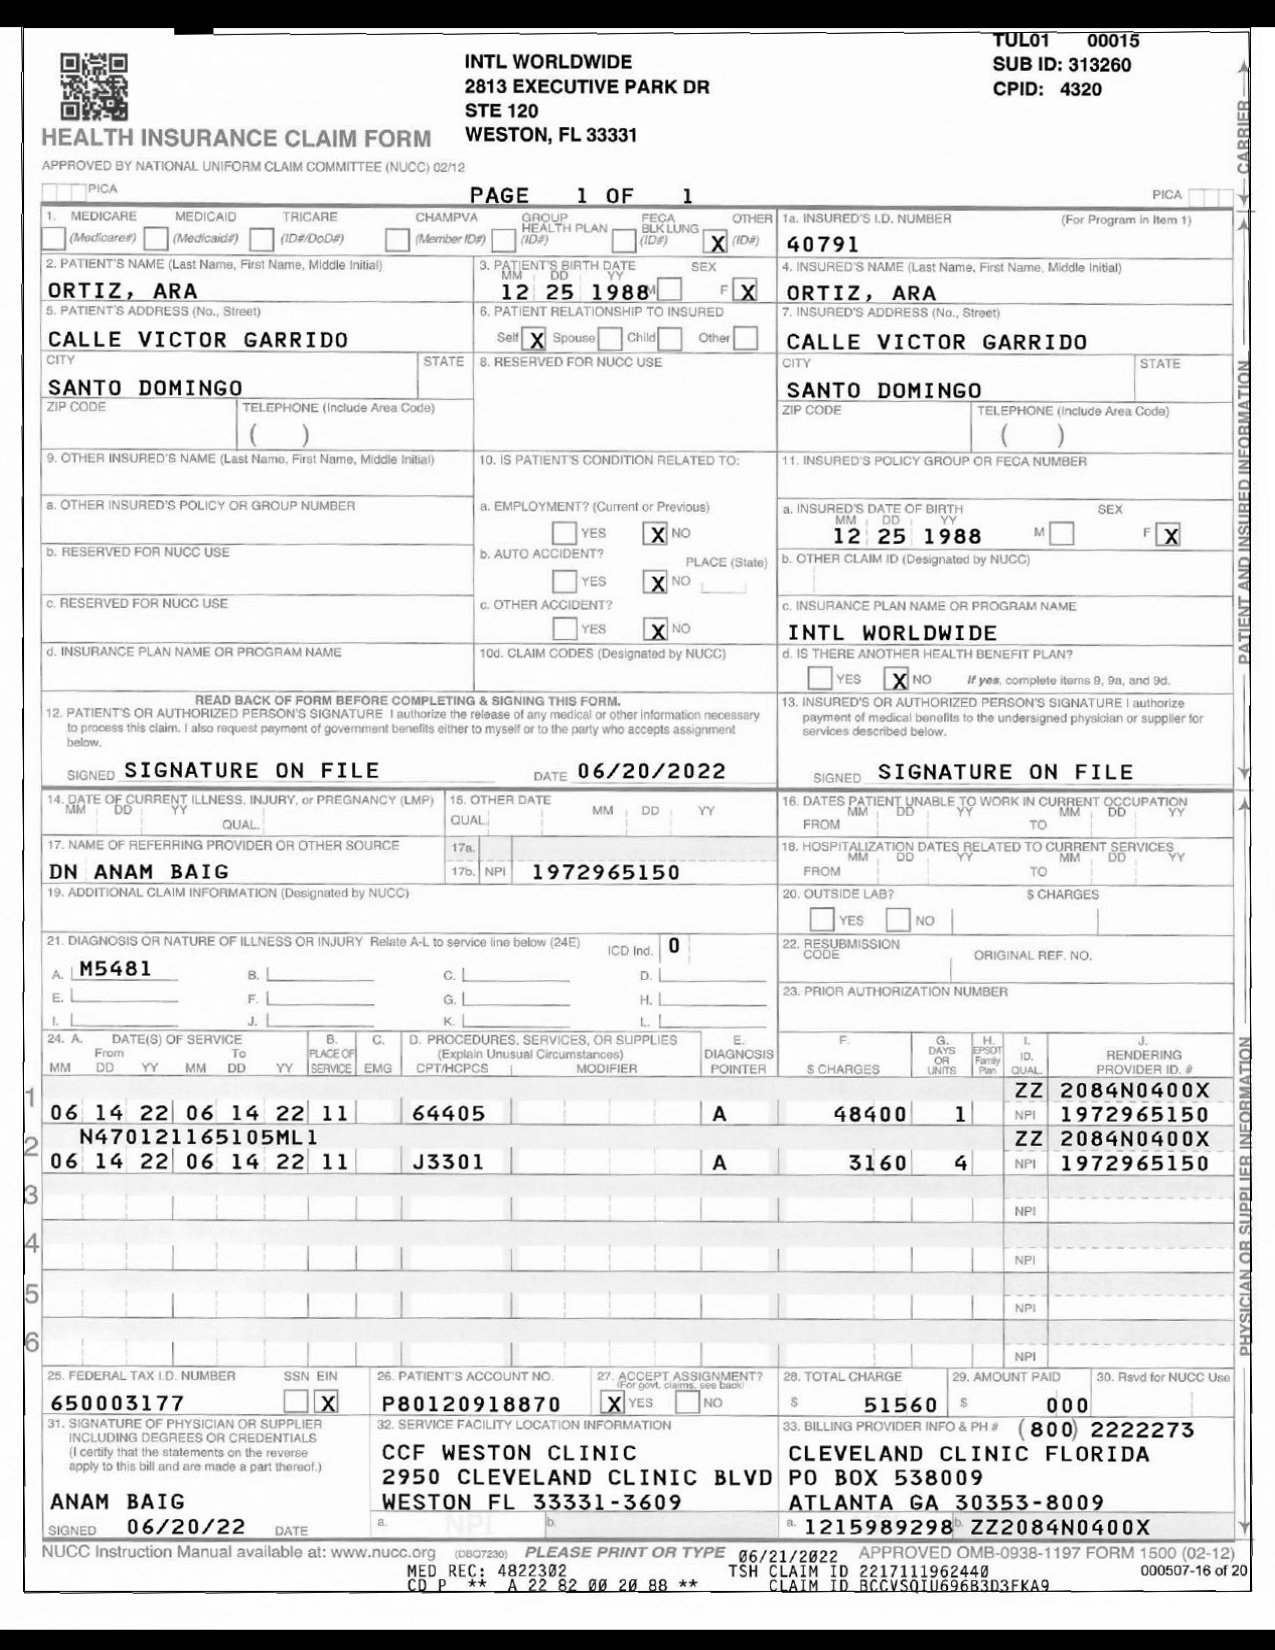 TUL01 00015
INTL WORLDWIDE SUB ID: 313260
2813 EXECUTIVE PARK DR CPID: 4320
STE 120
WESTON, FL 33331
HEALTH INSURANCE CLAIM FORM
APPROVED BY NATIONAL UNIFORM CLAIM COMMITTEE (NUCC) 02/12
PICA PAGE 1 OF 1 PICA
CARRIER
1. MEDICARE MEDICAID TRICARE CHAMPVA GROUP HEALTH PLAN FECA BLK LUNG OTHER 1a. INSURED'S I.D. NUMBER (For Program in Item 1)
(Medicare#) (Medicaid#) (ID#/DoD#) (Member ID#) (ID#) (ID#) X (ID#) 40791
2. PATIENT'S NAME (Last Name, First Name, Middle Initial) 3. PATIENT'S BIRTH DATE SEX 4. INSURED'S NAME (Last Name, First Name, Middle Initial)
MM DD YY
ORTIZ, ARA 12 25 1988 M F X ORTIZ, ARA
5. PATIENT'S ADDRESS (No., Street) 6. PATIENT RELATIONSHIP TO INSURED 7. INSURED'S ADDRESS (No., Street)
CALLE VICTOR GARRIDO Self X Spouse Child Other CALLE VICTOR GARRIDO
CITY STATE 8. RESERVED FOR NUCC USE CITY STATE
SANTO DOMINGO SANTO DOMINGO
ZIP CODE TELEPHONE (Include Area Code) ZIP CODE TELEPHONE (Include Area Code)
( ) ( )
9. OTHER INSURED'S NAME (Last Name, First Name, Middle Initial) 10. IS PATIENT'S CONDITION RELATED TO: 11. INSURED'S POLICY GROUP OR FECA NUMBER
a. OTHER INSURED'S POLICY OR GROUP NUMBER a. EMPLOYMENT? (Current or Previous) a. INSURED'S DATE OF BIRTH SEX
MM DD YY
YES X NO 12 25 1988 M F X
b. RESERVED FOR NUCC USE b. AUTO ACCIDENT? PLACE (State) b. OTHER CLAIM ID (Designated by NUCC)
YES X NO
c. RESERVED FOR NUCC USE c. OTHER ACCIDENT? c. INSURANCE PLAN NAME OR PROGRAM NAME
YES X NO INTL WORLDWIDE
d. INSURANCE PLAN NAME OR PROGRAM NAME 10d. CLAIM CODES (Designated by NUCC) d. IS THERE ANOTHER HEALTH BENEFIT PLAN?
YES X NO If yes, complete items 9, 9a, and 9d.
READ BACK OF FORM BEFORE COMPLETING & SIGNING THIS FORM.
12. PATIENT'S OR AUTHORIZED PERSON'S SIGNATURE I authorize the release of any medical or other information necessary
to process this claim. I also request payment of government benefits either to myself or to the party who accepts assignment
below.
13. INSURED'S OR AUTHORIZED PERSON'S SIGNATURE I authorize
payment of medical benefits to the undersigned physician or supplier for
services described below.
SIGNED SIGNATURE ON FILE DATE 06/20/2022 SIGNED SIGNATURE ON FILE
PATIENT AND INSURED INFORMATION
14. DATE OF CURRENT ILLNESS, INJURY, or PREGNANCY (LMP) 15. OTHER DATE 16. DATES PATIENT UNABLE TO WORK IN CURRENT OCCUPATION
MM DD YY QUAL. QUAL. MM DD YY FROM MM DD YY TO MM DD YY
17. NAME OF REFERRING PROVIDER OR OTHER SOURCE 17a. 18. HOSPITALIZATION DATES RELATED TO CURRENT SERVICES
DN ANAM BAIG 17b. NPI 1972965150 FROM MM DD YY TO MM DD YY
19. ADDITIONAL CLAIM INFORMATION (Designated by NUCC) 20. OUTSIDE LAB? $ CHARGES
YES NO
21. DIAGNOSIS OR NATURE OF ILLNESS OR INJURY Relate A-L to service line below (24E) ICD Ind. 0 22. RESUBMISSION CODE ORIGINAL REF. NO.
A. M5481 B. C. D.
E. F. G. H. 23. PRIOR AUTHORIZATION NUMBER
I. J. K. L.
24. A. DATE(S) OF SERVICE B. C. D. PROCEDURES, SERVICES, OR SUPPLIES E. F. G. H. I. J.
From To PLACE OF (Explain Unusual Circumstances) DIAGNOSIS DAYS OR UNITS EPSDT Family Plan ID. RENDERING
MM DD YY MM DD YY SERVICE EMG CPT/HCPCS MODIFIER POINTER $ CHARGES QUAL. PROVIDER ID. #
ZZ 2084N0400X
1 06 14 22 06 14 22 11 64405 A 48400 1 NPI 1972965150
N470121165105ML1 ZZ 2084N0400X
2 06 14 22 06 14 22 11 J3301 A 3160 4 NPI 1972965150
3 NPI
4 NPI
5 NPI
6 NPI
PHYSICIAN OR SUPPLIER INFORMATION
25. FEDERAL TAX I.D. NUMBER SSN EIN 26. PATIENT'S ACCOUNT NO. 27. ACCEPT ASSIGNMENT? (For govt. claims, see back) 28. TOTAL CHARGE 29. AMOUNT PAID 30. Rsvd for NUCC Use
650003177 X P80120918870 X YES NO $ 51560 $ 000
31. SIGNATURE OF PHYSICIAN OR SUPPLIER
INCLUDING DEGREES OR CREDENTIALS
(I certify that the statements on the reverse
apply to this bill and are made a part thereof.)
ANAM BAIG
SIGNED 06/20/22 DATE
32. SERVICE FACILITY LOCATION INFORMATION
CCF WESTON CLINIC
2950 CLEVELAND CLINIC BLVD
WESTON FL 33331-3609
a. NPI b.
33. BILLING PROVIDER INFO & PH # (800) 2222273
CLEVELAND CLINIC FLORIDA
PO BOX 538009
ATLANTA GA 30353-8009
a. 1215989298 b. ZZ2084N0400X
NUCC Instruction Manual available at: www.nucc.org (DBQ7230) PLEASE PRINT OR TYPE 06/21/2022 APPROVED OMB-0938-1197 FORM 1500 (02-12)
MED REC: 4822302 TSH CLAIM ID 2217111962440 000507-16 of 20
CD P ** A 22 82 00 20 88 ** CLAIM ID BCCVSQIU696B3D3FKA9